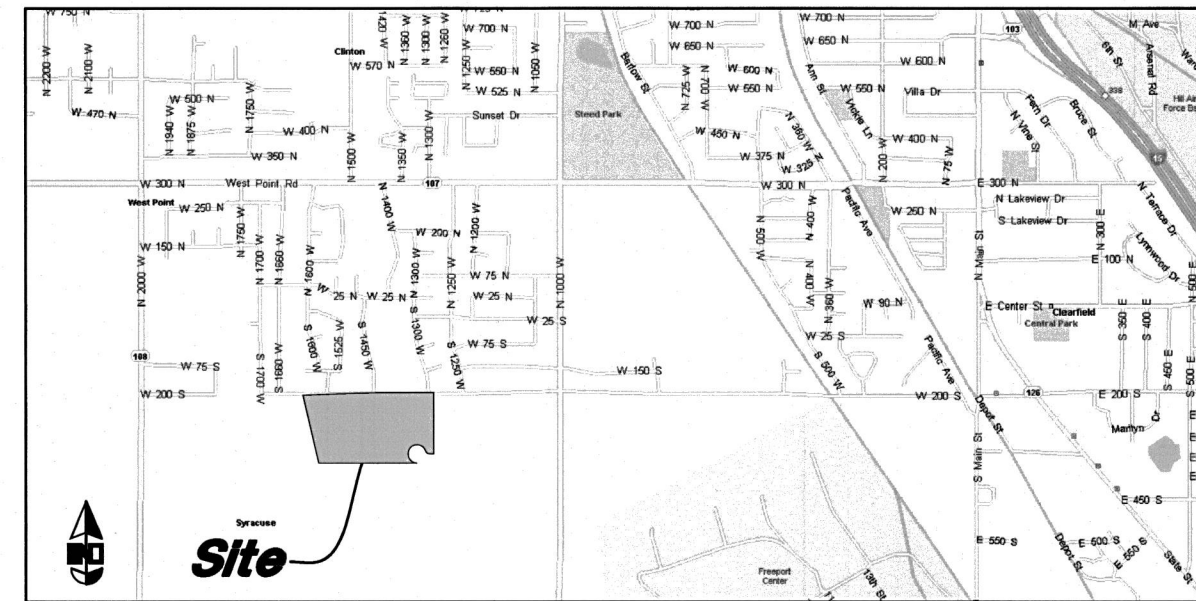 W 750 N
N 2200 W
N 2100 W
W 470 N
W 500 N
N 1940 W
N 1875 W
N 1750 W
W 400 N
W 350 N
Clinton
1420 W
N 1360 W
N 1300 W
N 1260 W
W 570 N
N 1500 W
N 1350 W
N 1300 W
W 700 N
N 1250 W
W 550 N
W 525 N
N 1050 W
Sunset Dr
Steed Park
Barlow St
W 700 N
W 650 N
N 725 W
N 700 W
W 600 N
W 550 N
W 450 N
W 375 N
N 360 W
W 325 N
W 300 N
Ann St
W 700 N
W 650 N
W 600 N
W 550 N
Villa Dr
Vickie Ln
N 200 W
W 400 N
N 75 W
W 250 N
103
Fern Dr
N Vine St
Bruce St
6th St
M Ave
Arsenal Rd
338
Hill Air
Force Ba
15
W 300 N
West Point Rd
107
E 300 N
West Point
W 250 N
W 150 N
N 2000 W
N 1750 W
N 1700 W
N 1660 W
N 1600 W
N 1400 W
W 200 N
N 1200 W
N 1300 W
N 1250 W
W 75 N
W 25 N
W 25 N
W 25 N
W 25 S
W 75 S
N 1000 W
N 500 W
N 400 W
N 400 W
N 360 W
W 90 N
W 25 S
S 500 W
Pacific Ave
Pacific Ave
N Main St
N Lakeview Dr
S Lakeview Dr
N 300 E
E 100 N
N Terrace Dr
Lynnwood Dr
N 500 E
E Center St
Clearfield
Central Park
S 350 E
S 400 E
S 450 E
S 500 E
108
W 75 S
W 200 S
S 1700 W
S 1660 W
S 1600 W
S 1525 W
S 1450 W
S 1300 W
S 1250 W
W 150 S
W 200 S
Depot St
126
E 200 S
Marilyn Dr
S Main St
E 450 S
E 550 S
E 500 S
E 550 S
Depot St
State St
Syracuse
Site
Freeport
Center
13th St